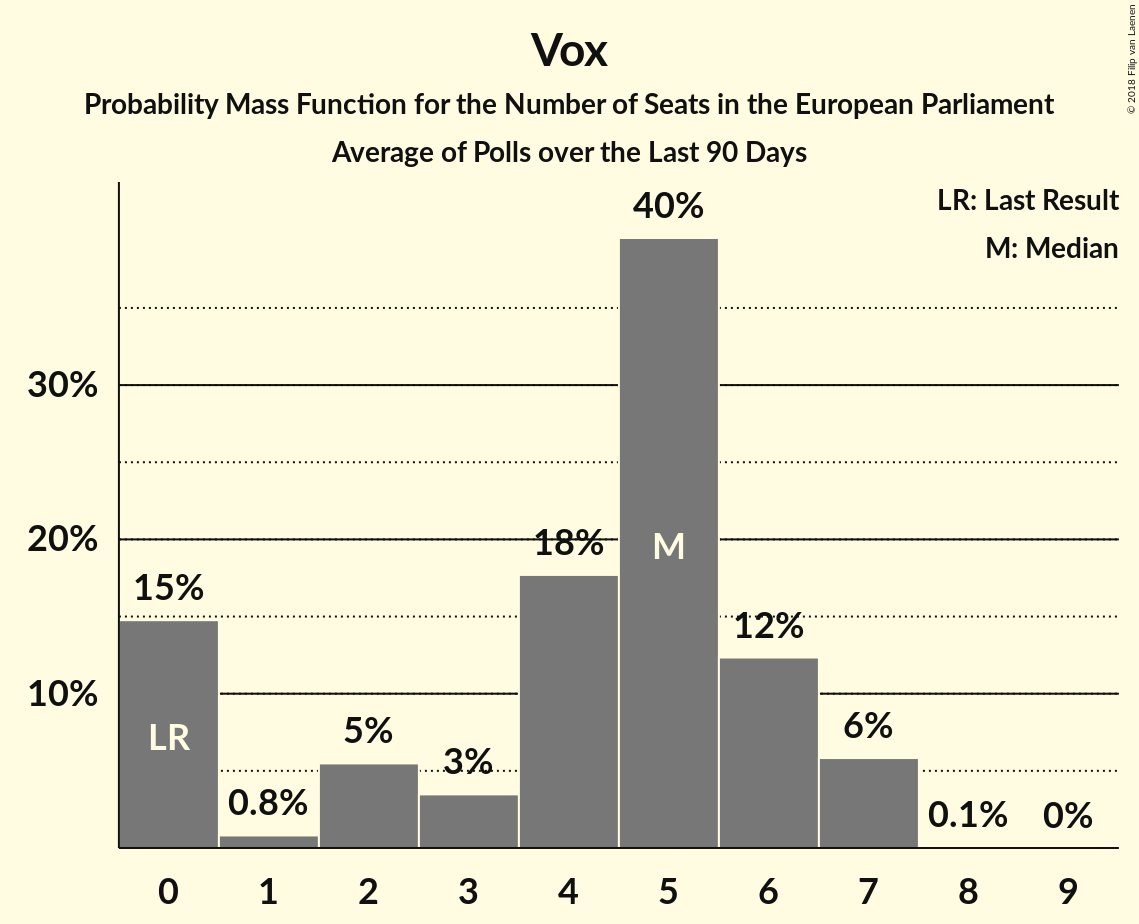 Vox
Probability Mass Function for the Number of Seats in the European Parliament
Average of Polls over the Last 90 Days
© 2018 Filip van Laenen
LR: Last Result
M: Median
40%
30%
20%
18%
M
15%
12%
10%
LR
5%
6%
3%
0.8%
0.1%
0%
0 1 2 3 4 5 6 7 8 9